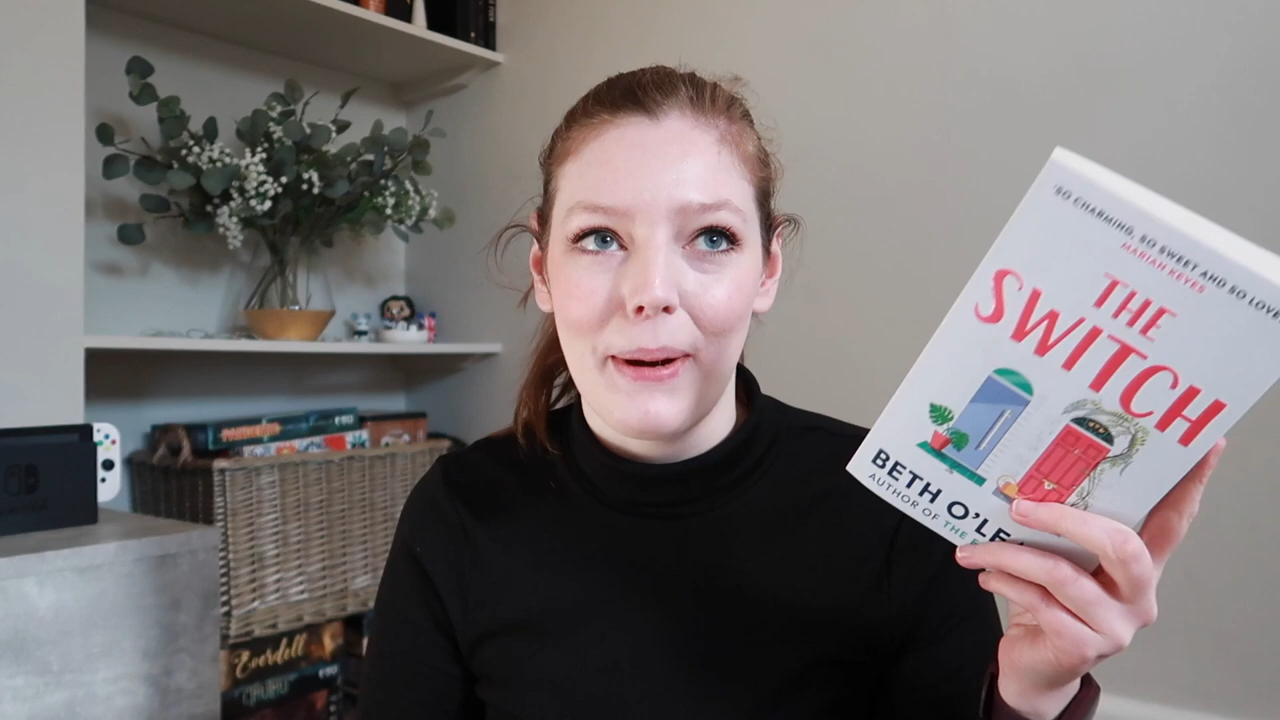 'SO CHARMING, SO SWEET AND SO LOVE
MARIAN KEYES
THE
SWITCH
BETH O'LE
AUTHOR OF THE
Everdell